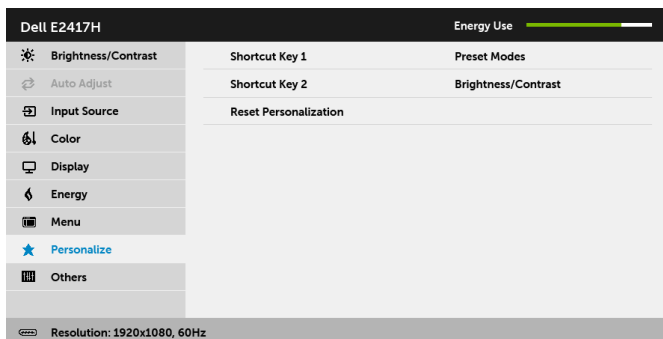 Dell E2417H Energy Use
Brightness/Contrast Shortcut Key 1 Preset Modes
Auto Adjust Shortcut Key 2 Brightness/Contrast
Input Source Reset Personalization
Color
Display
Energy
Menu
Personalize
Others
Resolution: 1920x1080, 60Hz